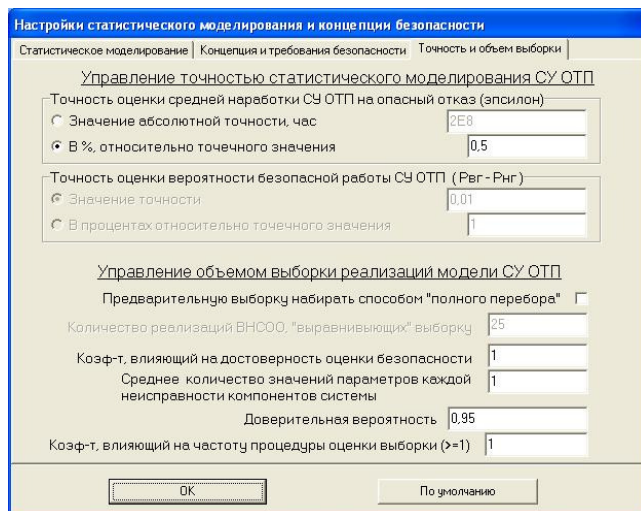 Настройки статистического моделирования и концепции безопасности
Статистическое моделирование Концепция и требования безопасности Точность и объем выборки
Управление точностью статистического моделирования СУ ОТП
Точность оценки средней наработки СУ ОТП на опасный отказ (эпсилон)
Значение абсолютной точности, час 2E8
В %, относительно точечного значения 0,5
Точность оценки вероятности безопасной работы СУ ОТП (Рвг - Рнг)
Значение точности 0,01
В процентах относительно точечного значения 1
Управление объемом выборки реализаций модели СУ ОТП
Предварительную выборку набирать способом "полного перебора"
Количество реализаций ВНСОО, "выравнивывющих" выборку 25
Коэф-т, влияющий на достоверность оценки безопасности 1
Среднее количество значений параметров каждой
неисправности компонентов системы 1
Доверительная вероятность 0,95
Коэф-т, влияющий на частоту процедуры оценки выборки (>=1) 1
OK По умолчанию